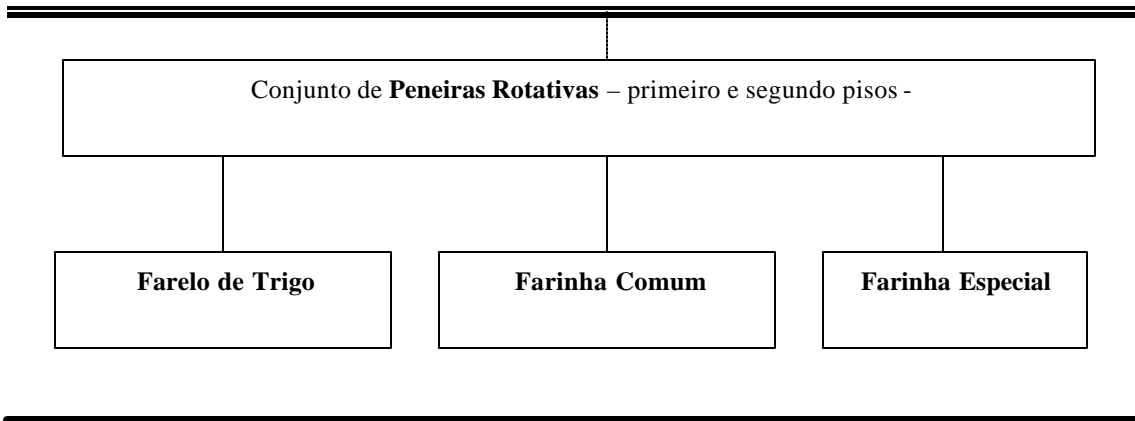 Conjunto de Peneiras Rotativas – primeiro e segundo pisos -
Farelo de Trigo
Farinha Comum
Farinha Especial